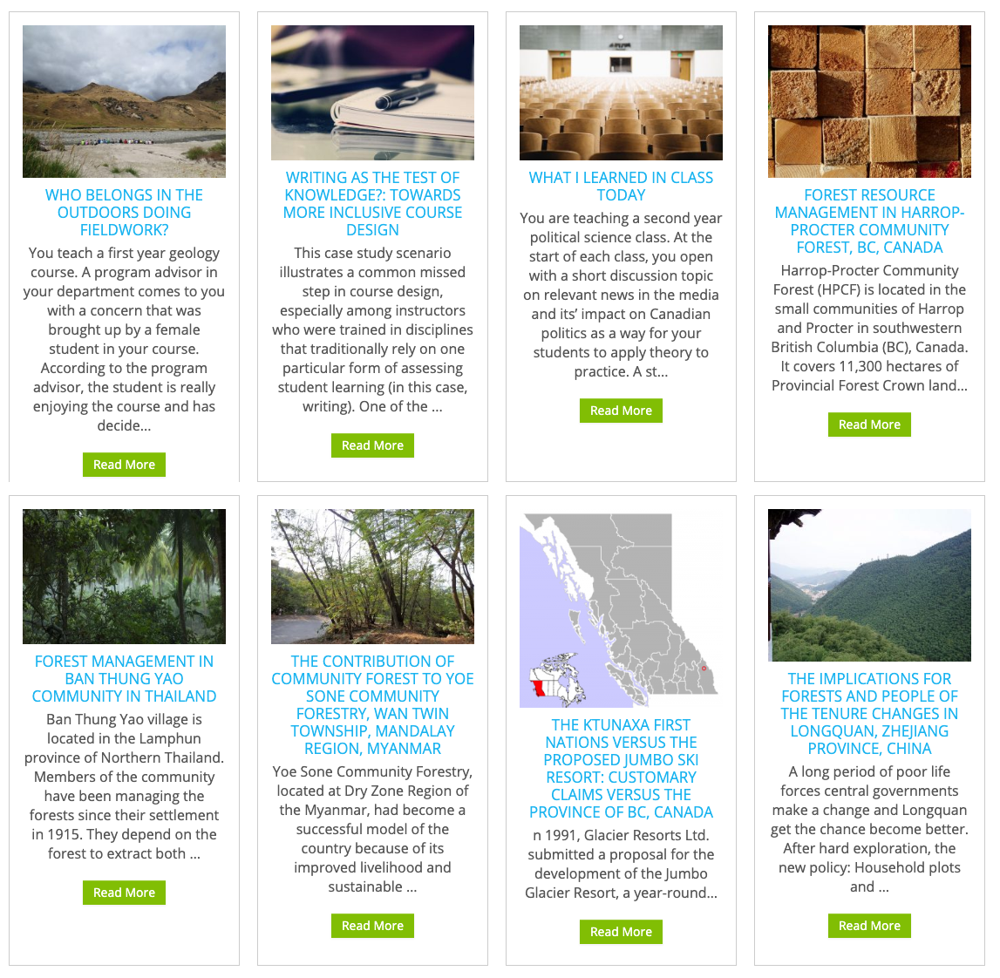 WHO BELONGS IN THE
OUTDOORS DOING
FIELDWORK?
You teach a first year geology
course. A program advisor in
your department comes to you
with a concern that was
brought up by a female
student in your course.
According to the program
advisor, the student is really
enjoying the course and has
decide...
Read More
WRITING AS THE TEST OF
KNOWLEDGE?: TOWARDS
MORE INCLUSIVE COURSE
DESIGN
This case study scenario
illustrates a common missed
step in course design,
especially among instructors
who were trained in disciplines
that traditionally rely on one
particular form of assessing
student learning (in this case,
writing). One of the ...
Read More
WHAT I LEARNED IN CLASS
TODAY
You are teaching a second year
political science class. At the
start of each class, you open
with a short discussion topic
on relevant news in the media
and its’ impact on Canadian
politics as a way for your
students to apply theory to
practice. A st...
Read More
FOREST RESOURCE
MANAGEMENT IN HARROP-
PROCTER COMMUNITY
FOREST, BC, CANADA
Harrop-Procter Community
Forest (HPCF) is located in the
small communities of Harrop
and Procter in southwestern
British Columbia (BC), Canada.
It covers 11,300 hectares of
Provincial Forest Crown land...
Read More
FOREST MANAGEMENT IN
BAN THUNG YAO
COMMUNITY IN THAILAND
Ban Thung Yao village is
located in the Lamphun
province of Northern Thailand.
Members of the community
have been managing the
forests since their settlement
in 1915. They depend on the
forest to extract both ...
Read More
THE CONTRIBUTION OF
COMMUNITY FOREST TO YOE
SONE COMMUNITY
FORESTRY, WAN TWIN
TOWNSHIP, MANDALAY
REGION, MYANMAR
Yoe Sone Community Forestry,
located at Dry Zone Region of
the Myanmar, had become a
successful model of the
country because of its
improved livelihood and
sustainable ...
Read More
THE KTUNAXA FIRST
NATIONS VERSUS THE
PROPOSED JUMBO SKI
RESORT: CUSTOMARY
CLAIMS VERSUS THE
PROVINCE OF BC, CANADA
n 1991, Glacier Resorts Ltd.
submitted a proposal for the
development of the Jumbo
Glacier Resort, a year-round...
Read More
THE IMPLICATIONS FOR
FORESTS AND PEOPLE OF
THE TENURE CHANGES IN
LONGQUAN, ZHEJIANG
PROVINCE, CHINA
A long period of poor life
forces central governments
make a change and Longquan
get the chance become better.
After hard exploration, the
new policy: Household plots
and ...
Read More